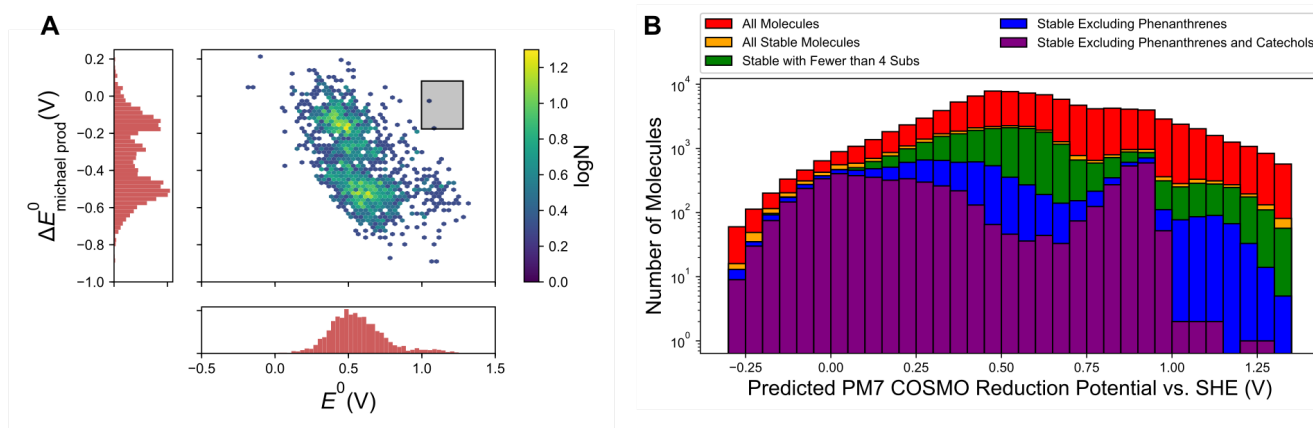 A
0.2
0.0
−0.2
−0.4
−0.6
−0.8
−1.0
ΔE⁰michael prod (V)
−0.5
0.0
0.5
1.0
1.5
E⁰ (V)
1.2
1.0
0.8
0.6
0.4
0.2
0.0
logN
B
All Molecules
All Stable Molecules
Stable with Fewer than 4 Subs
Stable Excluding Phenanthrenes
Stable Excluding Phenanthrenes and Catechols
10⁴
10³
10²
10¹
10⁰
Number of Molecules
−0.25
0.00
0.25
0.50
0.75
1.00
1.25
Predicted PM7 COSMO Reduction Potential vs. SHE (V)